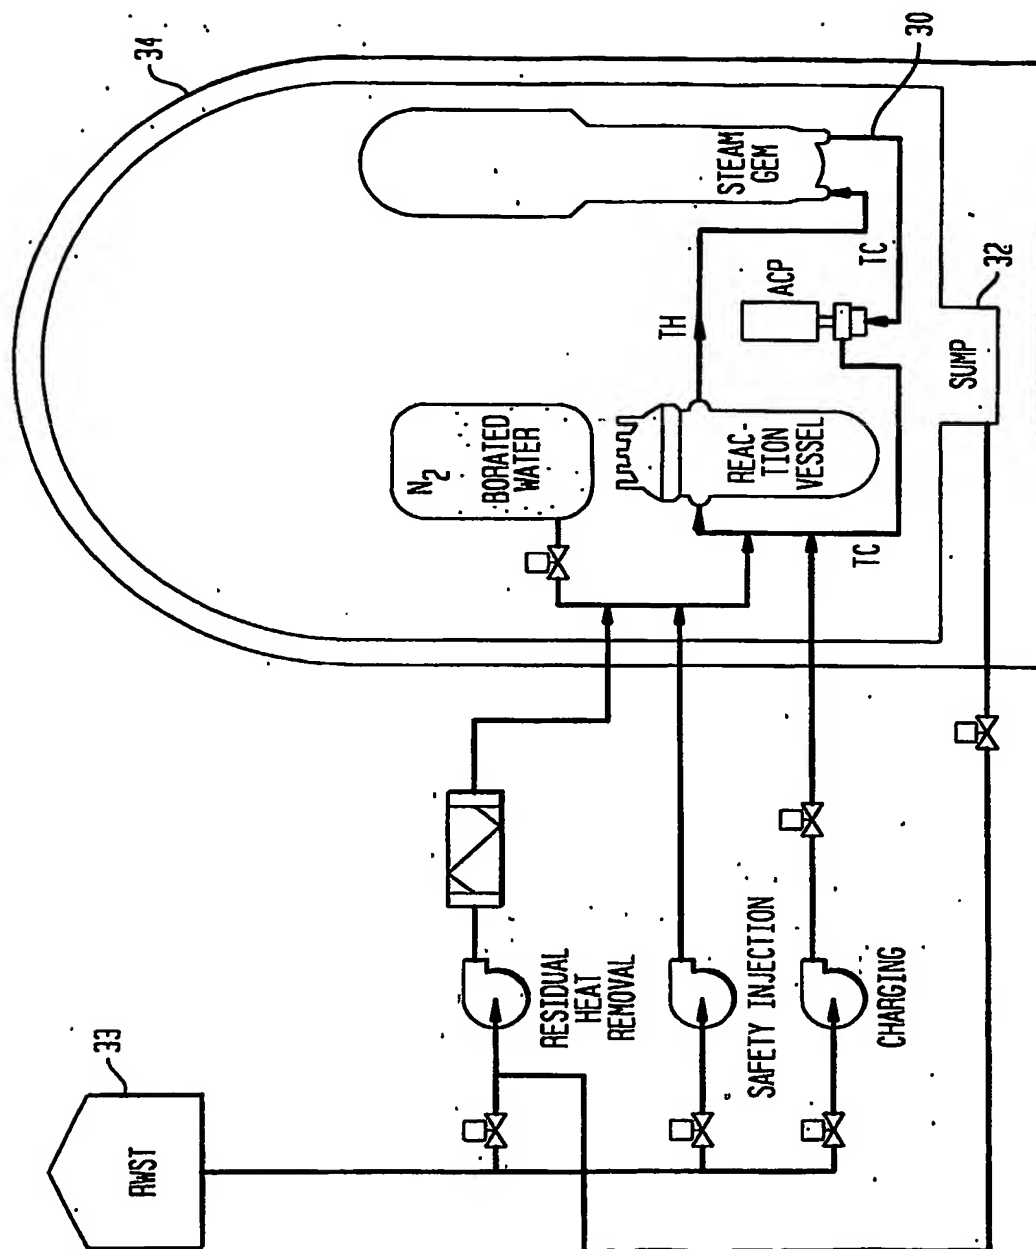 34
30
STEAM
GEM
TC
32
ACP
TH
SUMP
N2
BORATED
WATER
REAC-
TION
VESSEL
TC
RESIDUAL
HEAT
REMOVAL
SAFETY INJECTION
CHARGING
33
RWST